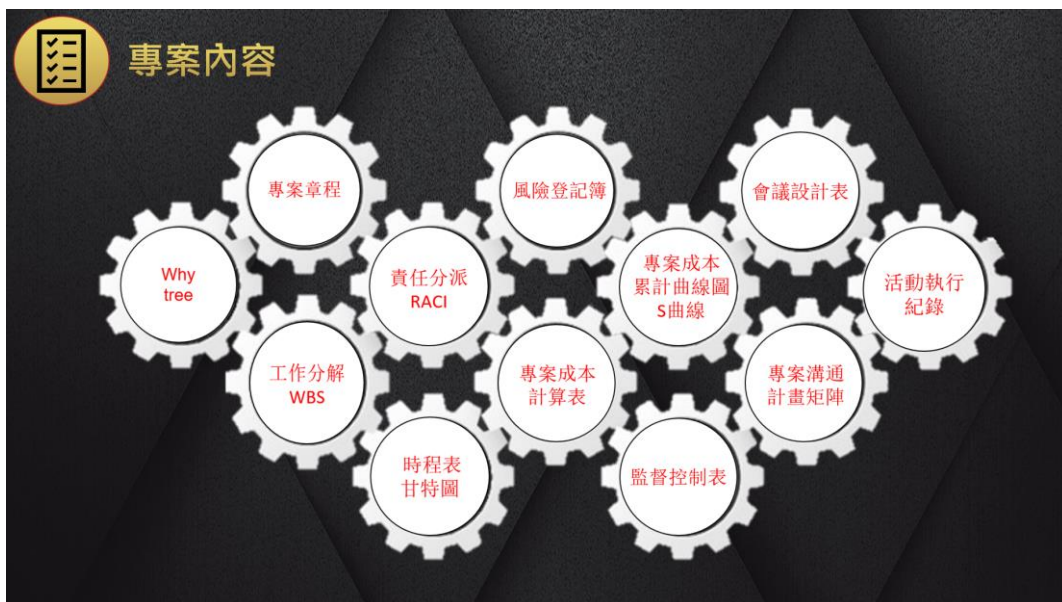 專案內容
Why
tree
專案章程
工作分解
WBS
責任分派
RACI
時程表
甘特圖
風險登記簿
專案成本
計算表
專案成本
累計曲線圖
S曲線
監督控制表
會議設計表
專案溝通
計畫矩陣
活動執行
紀錄